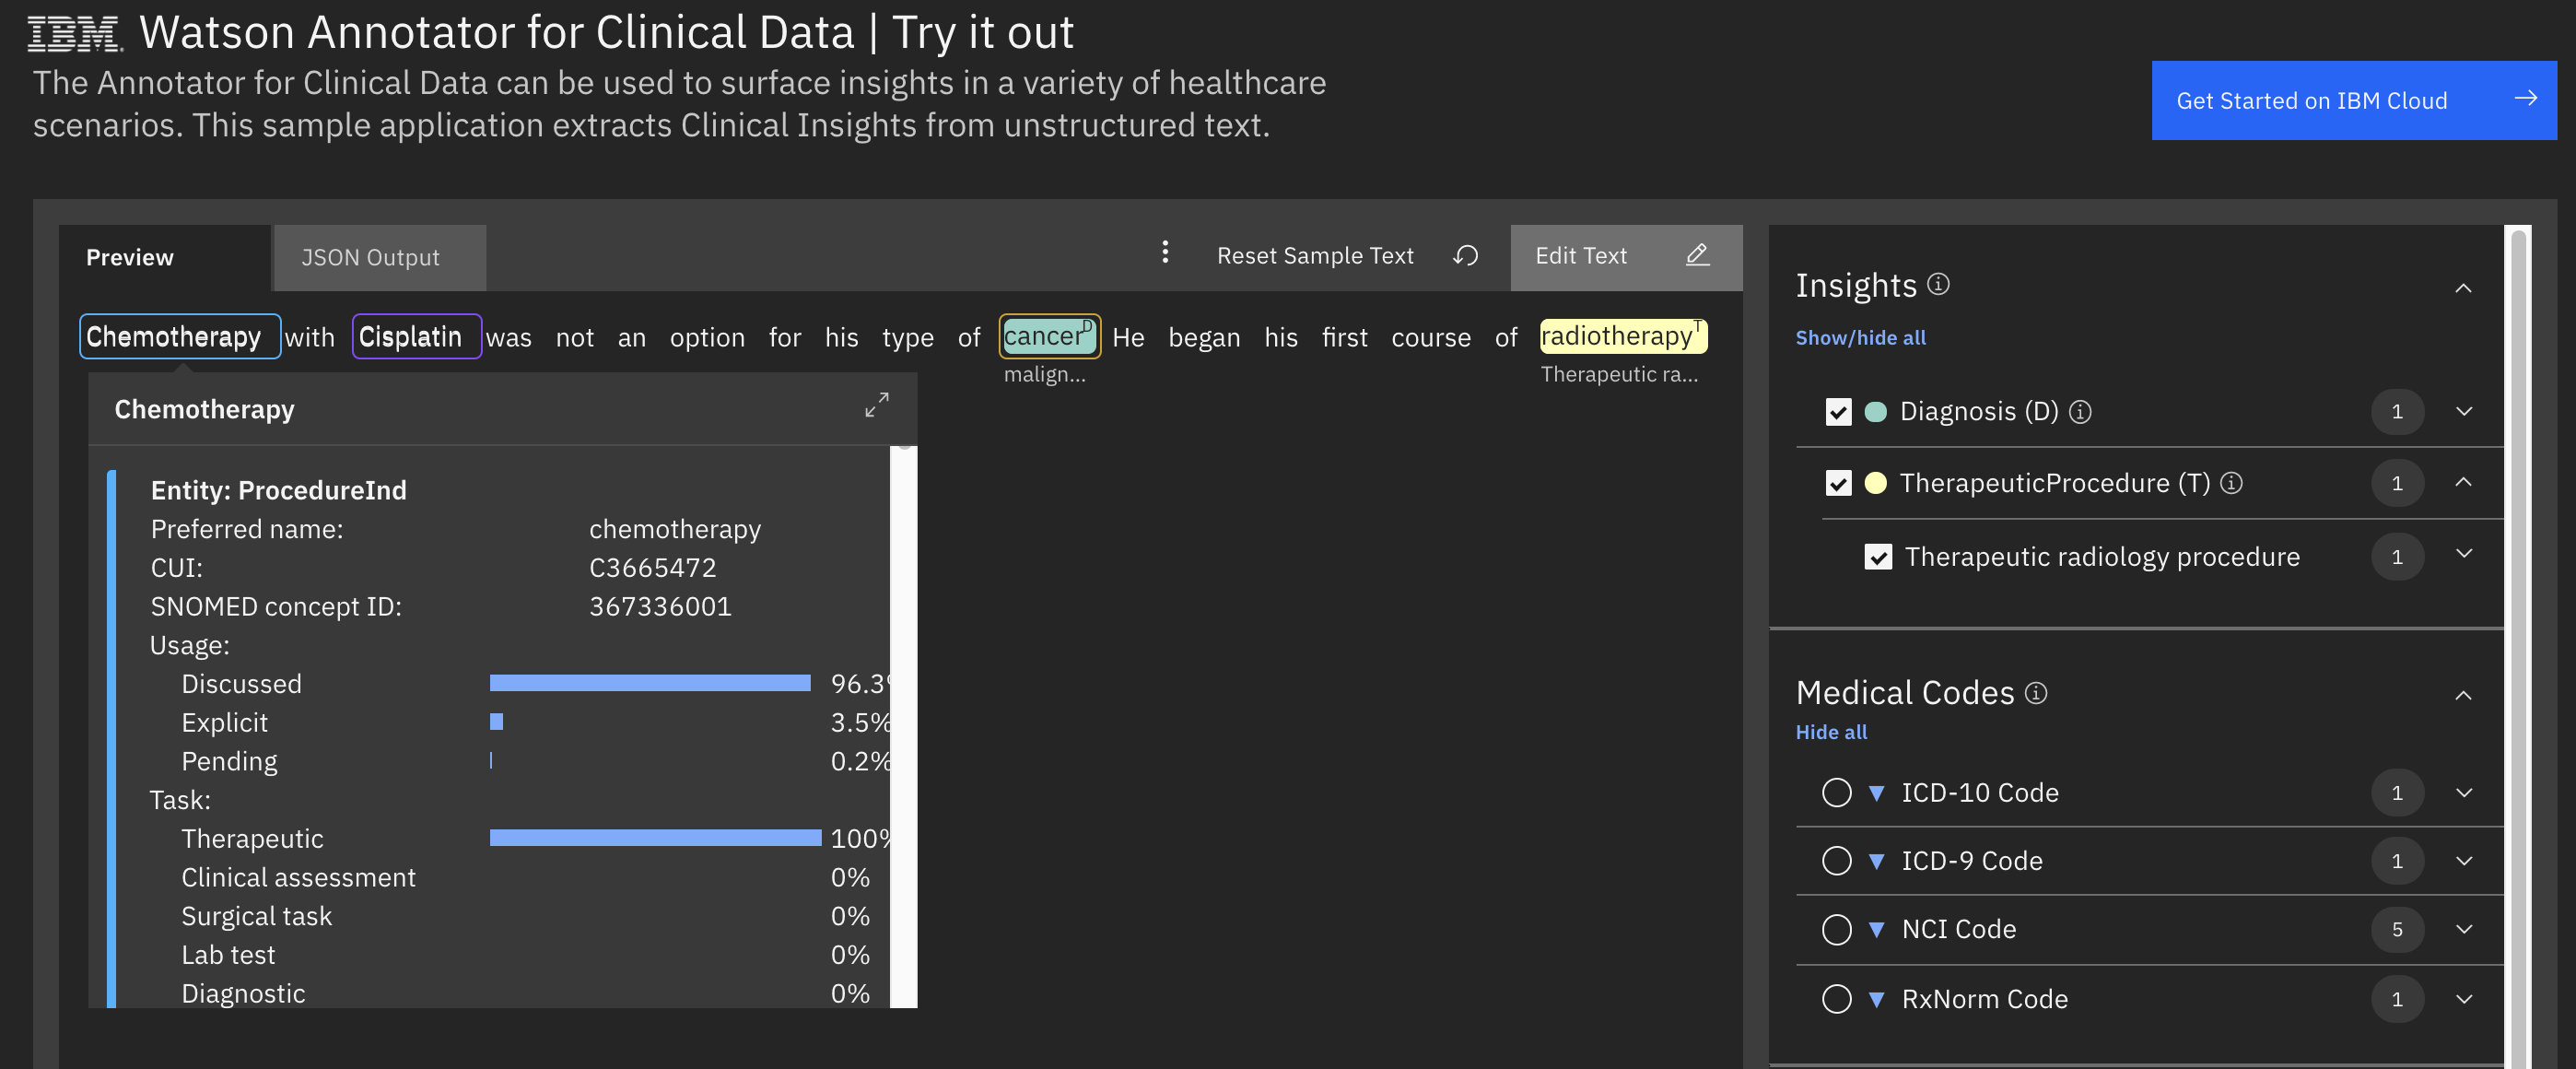 IBM Watson Annotator for Clinical Data | Try it out
The Annotator for Clinical Data can be used to surface insights in a variety of healthcare
scenarios. This sample application extracts Clinical Insights from unstructured text.
Get Started on IBM Cloud
Preview
JSON Output
Reset Sample Text
Edit Text
Chemotherapy with Cisplatin was not an option for his type of cancer D He began his first course of radiotherapy T
malign...
Therapeutic ra...
Chemotherapy
Entity: ProcedureInd
Preferred name: chemotherapy
CUI: C3665472
SNOMED concept ID: 367336001
Usage:
Discussed 96.3%
Explicit 3.5%
Pending 0.2%
Task:
Therapeutic 100%
Clinical assessment 0%
Surgical task 0%
Lab test 0%
Diagnostic 0%
Insights
Show/hide all
Diagnosis (D) 1
TherapeuticProcedure (T) 1
Therapeutic radiology procedure 1
Medical Codes
Hide all
ICD-10 Code 1
ICD-9 Code 1
NCI Code 5
RxNorm Code 1